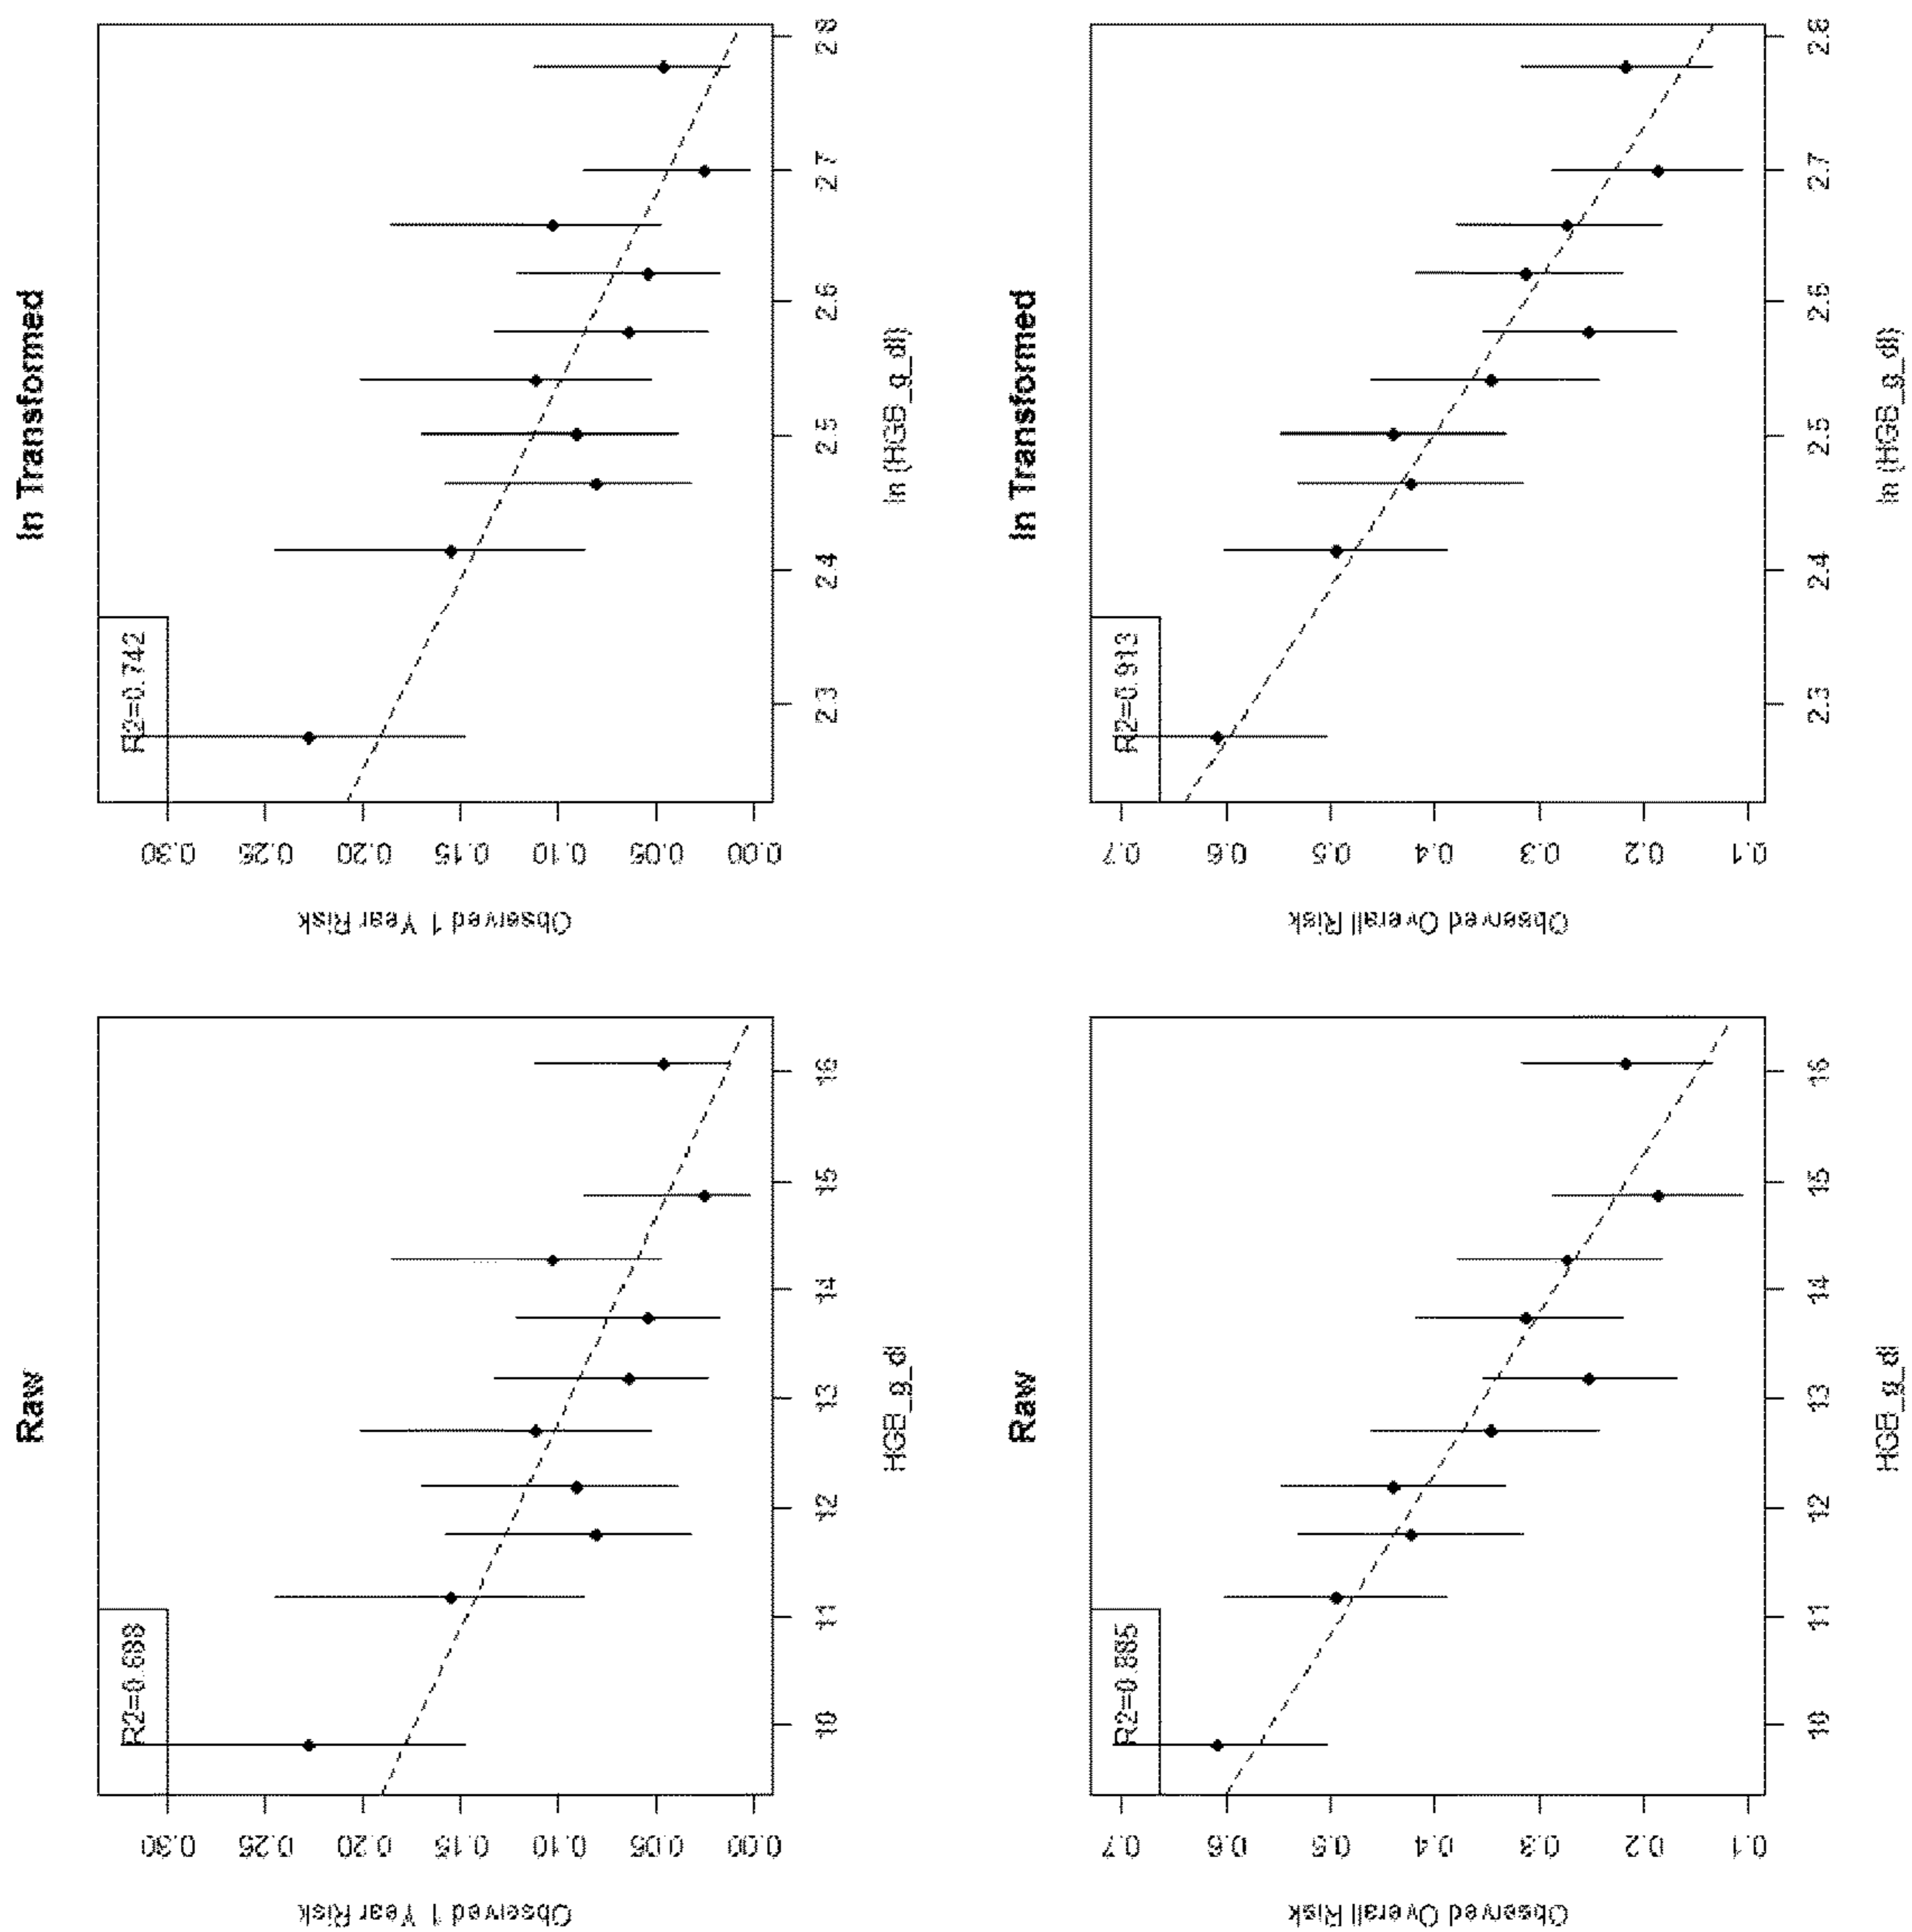 Raw
R2=0.688
0.30
0.25
0.20
0.15
0.10
0.05
0.00
Observed 1 Year Risk
10 11 12 13 14 15 16
HGB_g_dl
ln Transformed
R2=0.742
0.30
0.25
0.20
0.15
0.10
0.05
0.00
Observed 1 Year Risk
2.3 2.4 2.5 2.6 2.7 2.8
ln (HGB_g_dl)
Raw
R2=0.885
0.7
0.6
0.5
0.4
0.3
0.2
0.1
Observed Overall Risk
10 11 12 13 14 15 16
HGB_g_dl
ln Transformed
R2=0.913
0.7
0.6
0.5
0.4
0.3
0.2
0.1
Observed Overall Risk
2.3 2.4 2.5 2.6 2.7 2.8
ln (HGB_g_dl)